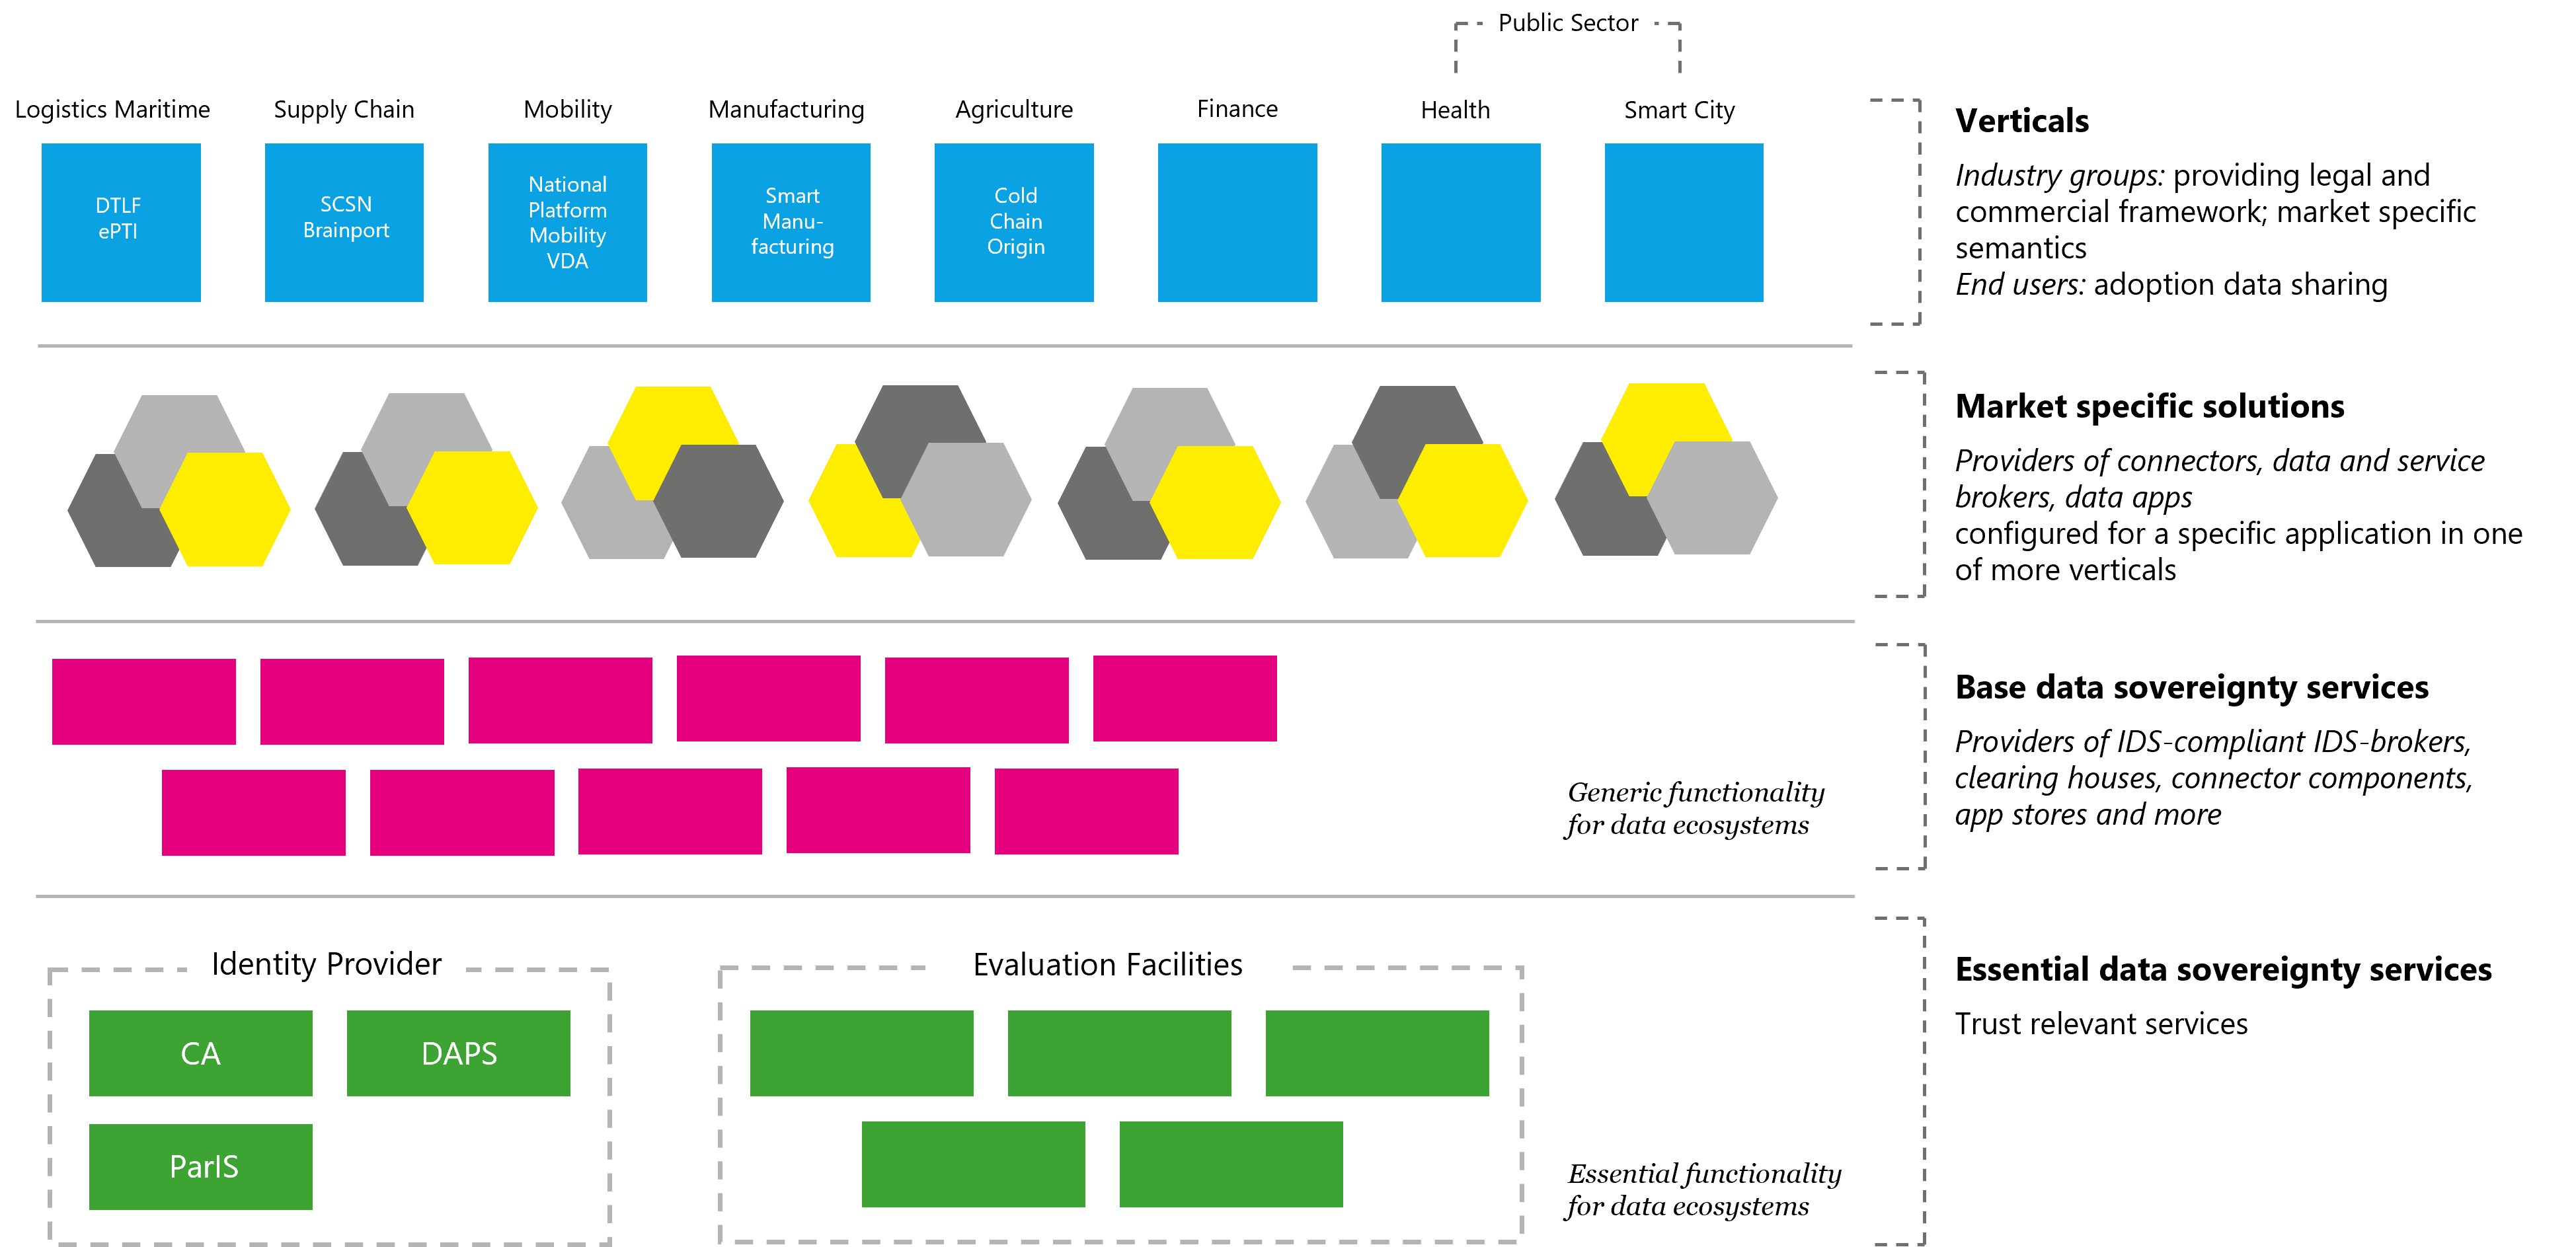 Public Sector
Logistics Maritime
Supply Chain
Mobility
Manufacturing
Agriculture
Finance
Health
Smart City
DTLF
ePTI
SCSN
Brainport
National
Platform
Mobility
VDA
Smart
Manu-
facturing
Cold
Chain
Origin
Verticals
Industry groups: providing legal and
commercial framework; market specific
semantics
End users: adoption data sharing
Market specific solutions
Providers of connectors, data and service
brokers, data apps
configured for a specific application in one
of more verticals
Generic functionality
for data ecosystems
Base data sovereignty services
Providers of IDS-compliant IDS-brokers,
clearing houses, connector components,
app stores and more
Identity Provider
CA
DAPS
ParIS
Evaluation Facilities
Essential functionality
for data ecosystems
Essential data sovereignty services
Trust relevant services